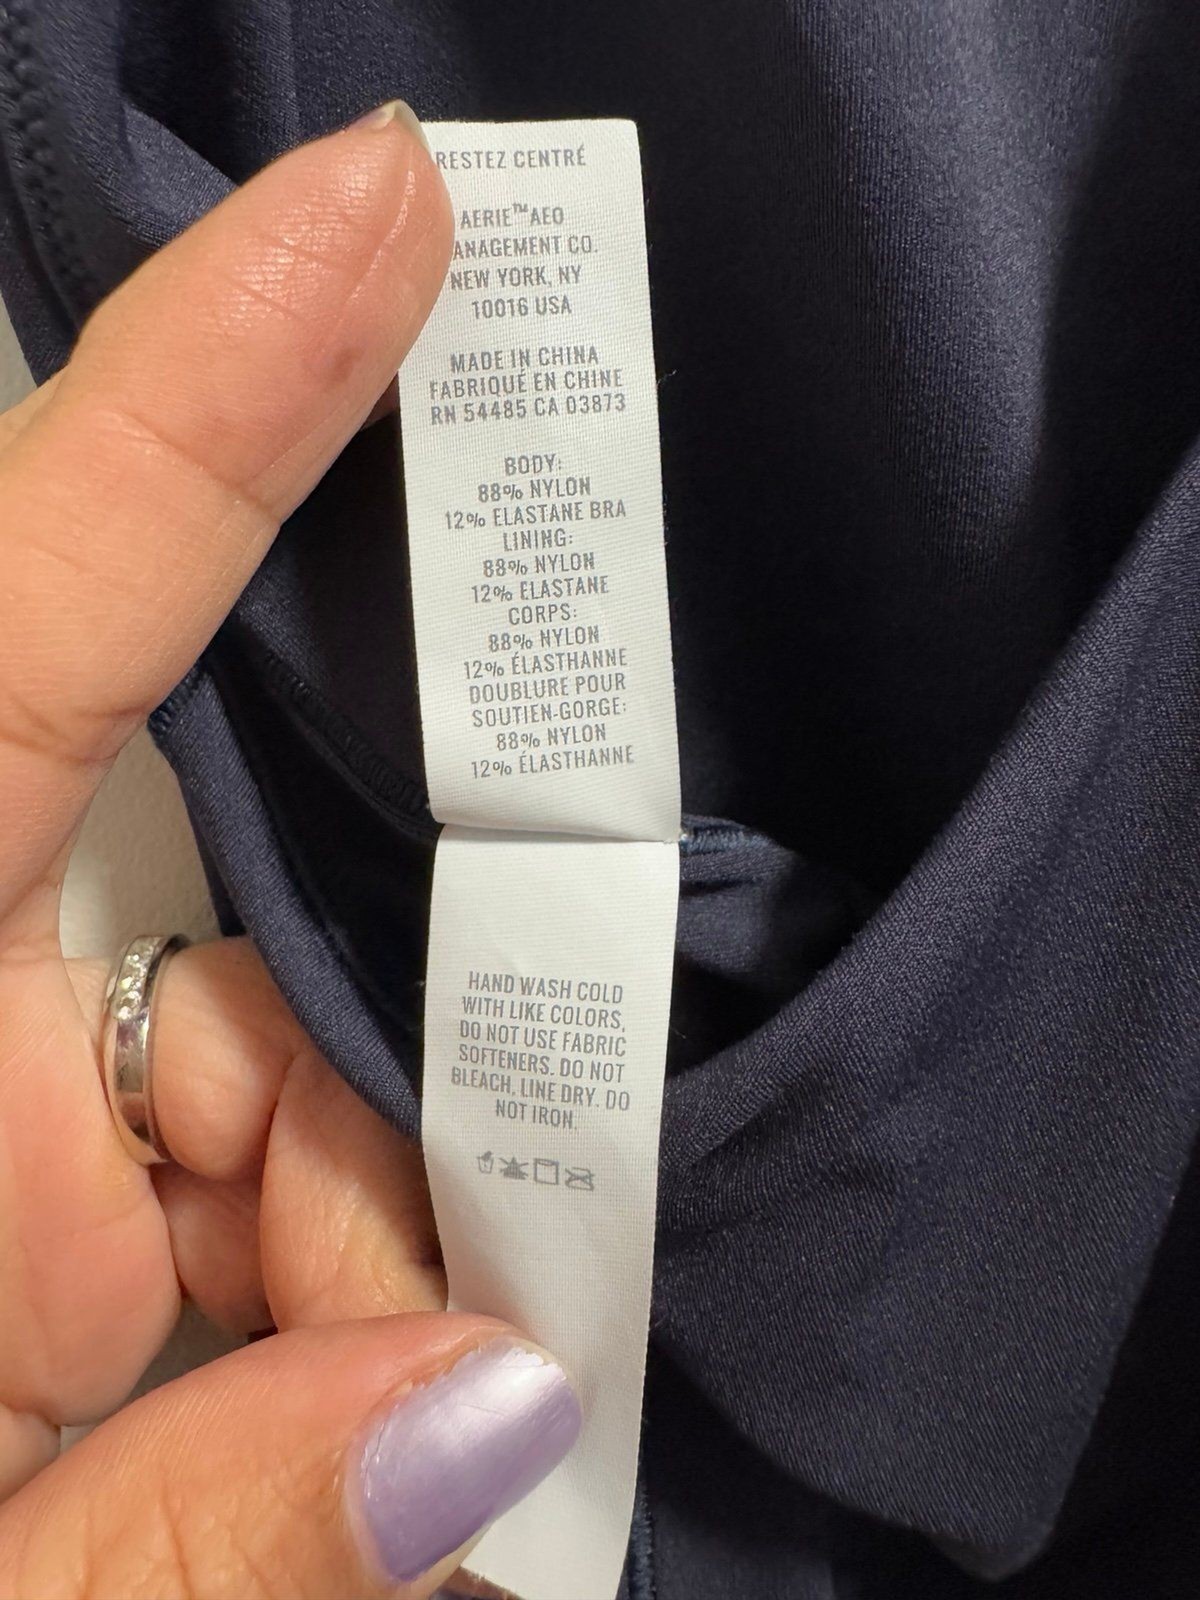 RESTEZ CENTRÉ
AERIE™AEO
ANAGEMENT CO.
NEW YORK, NY
10016 USA
MADE IN CHINA
FABRIQUÉ EN CHINE
RN 54485 CA 03873
BODY:
88% NYLON
12% ELASTANE BRA
LINING:
88% NYLON
12% ELASTANE
CORPS:
88% NYLON
12% ÉLASTHANNE
DOUBLURE POUR
SOUTIEN-GORGE:
88% NYLON
12% ÉLASTHANNE
HAND WASH COLD
WITH LIKE COLORS,
DO NOT USE FABRIC
SOFTENERS. DO NOT
BLEACH. LINE DRY. DO
NOT IRON.